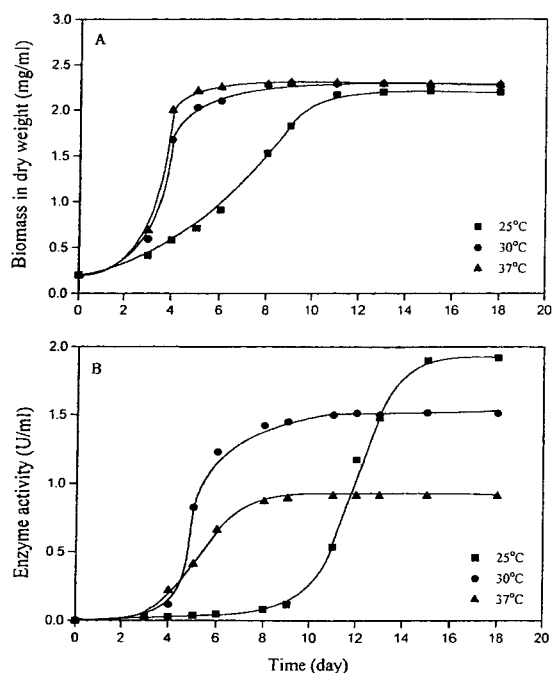 A
Biomass in dry weight (mg/ml)
3.0
2.5
2.0
1.5
1.0
0.5
0.0
0 2 4 6 8 10 12 14 16 18 20
25°C
30°C
37°C
B
Enzyme activity (U/ml)
2.0
1.5
1.0
0.5
0.0
0 2 4 6 8 10 12 14 16 18 20
25°C
30°C
37°C
Time (day)